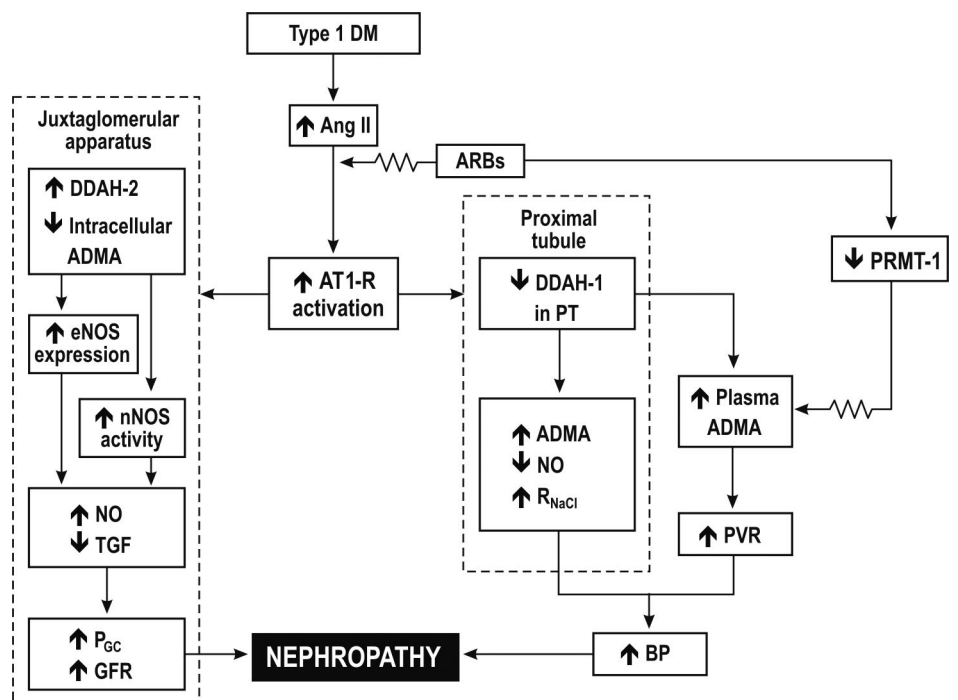 Type 1 DM
↑ Ang II
ARBs
Juxtaglomerular
apparatus
↑ DDAH-2
↓ Intracellular
ADMA
↑ AT1-R
activation
Proximal
tubule
↓ DDAH-1
in PT
↓ PRMT-1
↑ eNOS
expression
↑ nNOS
activity
↑ ADMA
↓ NO
↑ RNaCl
↑ Plasma
ADMA
↑ NO
↓ TGF
↑ PVR
↑ PGC
↑ GFR
NEPHROPATHY
↑ BP